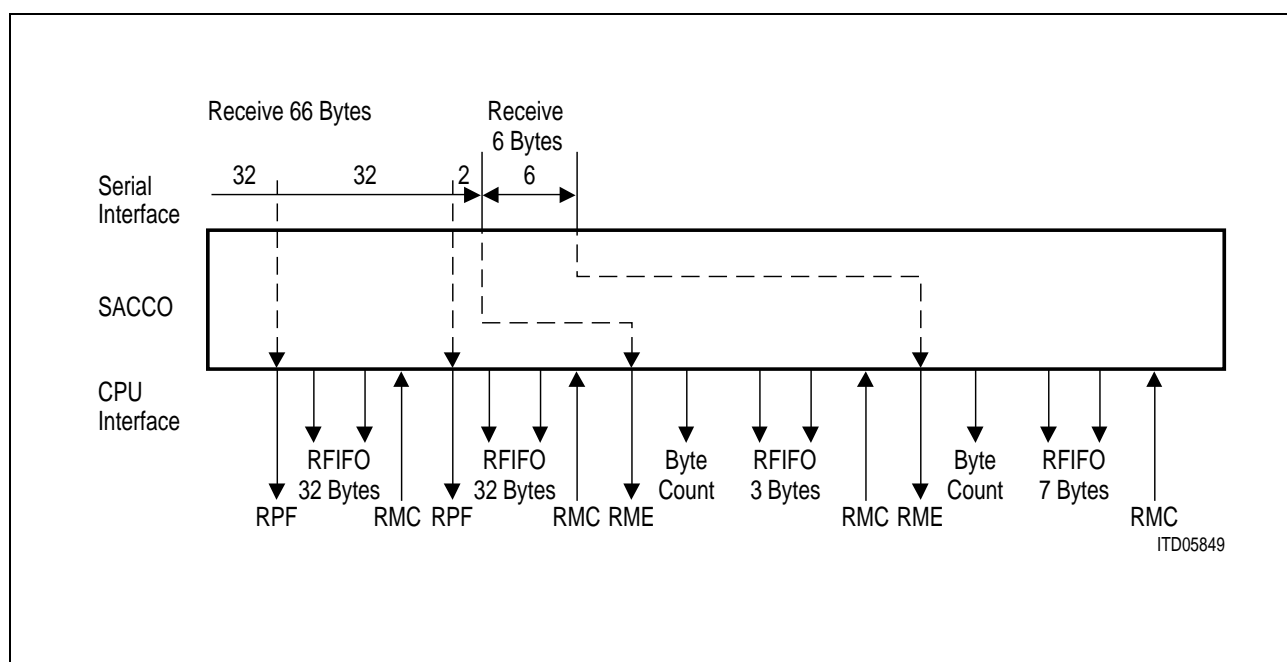 Receive 66 Bytes
Receive
6 Bytes
32
32
2
6
Serial
Interface
SACCO
CPU
Interface
RFIFO
32 Bytes
RFIFO
32 Bytes
Byte
Count
RFIFO
3 Bytes
Byte
Count
RFIFO
7 Bytes
RPF
RMC
RPF
RMC
RME
RMC
RME
RMC
ITD05849